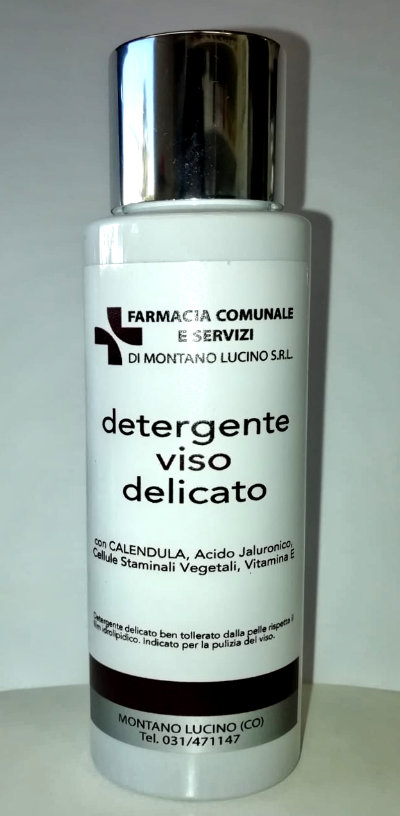 FARMACIA COMUNALE
E SERVIZI
DI MONTANO LUCINO S.R.L.
detergente
viso
delicato
con CALENDULA, Acido Jaluronico,
Cellule Staminali Vegetali, Vitamina E
Detergente delicato ben tollerato dalla pelle rispetta il
film idrolipidico. Indicato per la pulizia del viso.
MONTANO LUCINO (CO)
Tel. 031/471147